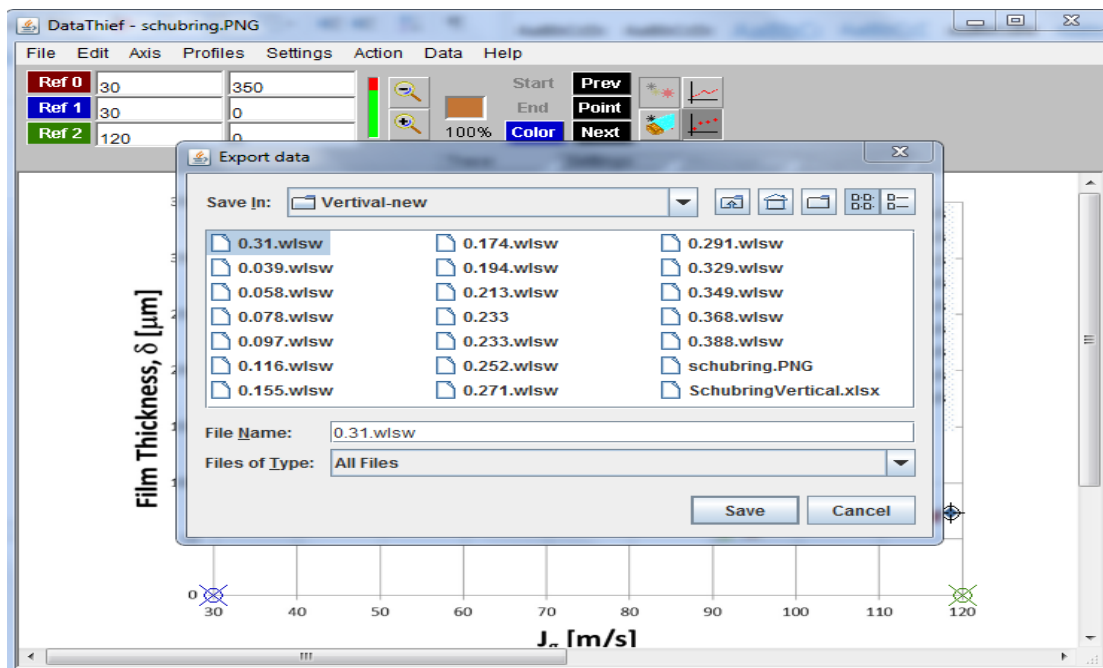 DataThief - schubring.PNG
File Edit Axis Profiles Settings Action Data Help
Ref 0 30 350 Start Prev
Ref 1 30 0 End Point
Ref 2 120 0 100% Color Next
Export data
Save In: Vertival-new
0.31.wlsw 0.174.wlsw 0.291.wlsw
0.039.wlsw 0.194.wlsw 0.329.wlsw
0.058.wlsw 0.213.wlsw 0.349.wlsw
0.078.wlsw 0.233 0.368.wlsw
0.097.wlsw 0.233.wlsw 0.388.wlsw
0.116.wlsw 0.252.wlsw schubring.PNG
0.155.wlsw 0.271.wlsw SchubringVertical.xlsx
File Name: 0.31.wlsw
Files of Type: All Files
Save Cancel
Film Thickness, δ [µm]
0
30 40 50 60 70 80 90 100 110 120
[m/s]